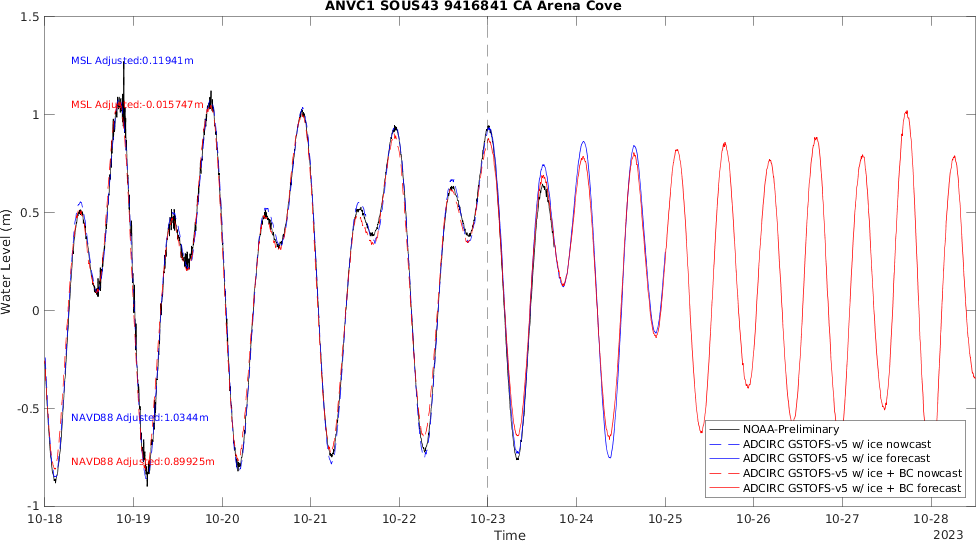 ANVC1 SOUS43 9416841 CA Arena Cove
1.5
1
0.5
0
-0.5
-1
Water Level (m)
MSL Adjusted:0.11941m
MSL Adjusted:-0.015747m
NAVD88 Adjusted:1.0344m
NAVD88 Adjusted:0.89925m
NOAA-Preliminary
ADCIRC GSTOFS-v5 w/ ice nowcast
ADCIRC GSTOFS-v5 w/ ice forecast
ADCIRC GSTOFS-v5 w/ ice + BC nowcast
ADCIRC GSTOFS-v5 w/ ice + BC forecast
10-18 10-19 10-20 10-21 10-22 10-23 10-24 10-25 10-26 10-27 10-28
Time
2023